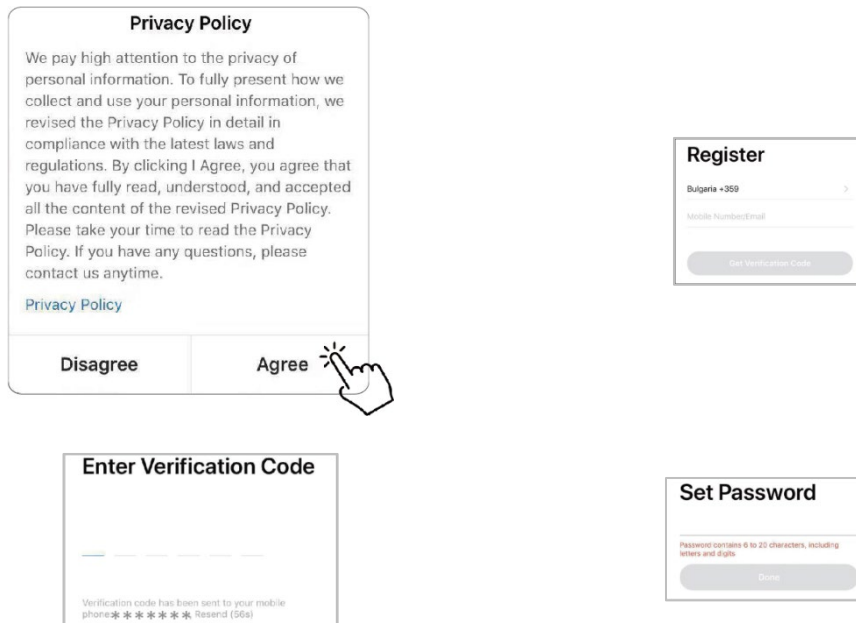 Privacy Policy
We pay high attention to the privacy of
personal information. To fully present how we
collect and use your personal information, we
revised the Privacy Policy in detail in
compliance with the latest laws and
regulations. By clicking I Agree, you agree that
you have fully read, understood, and accepted
all the content of the revised Privacy Policy.
Please take your time to read the Privacy
Policy. If you have any questions, please
contact us anytime.
Privacy Policy
Disagree
Agree
Register
Bulgaria +359
Mobile Number/Email
Get Verification Code
Enter Verification Code
Verification code has been sent to your mobile
phone:******* Resend (56s)
Set Password
Password contains 6 to 20 characters, including
letters and digits
Done